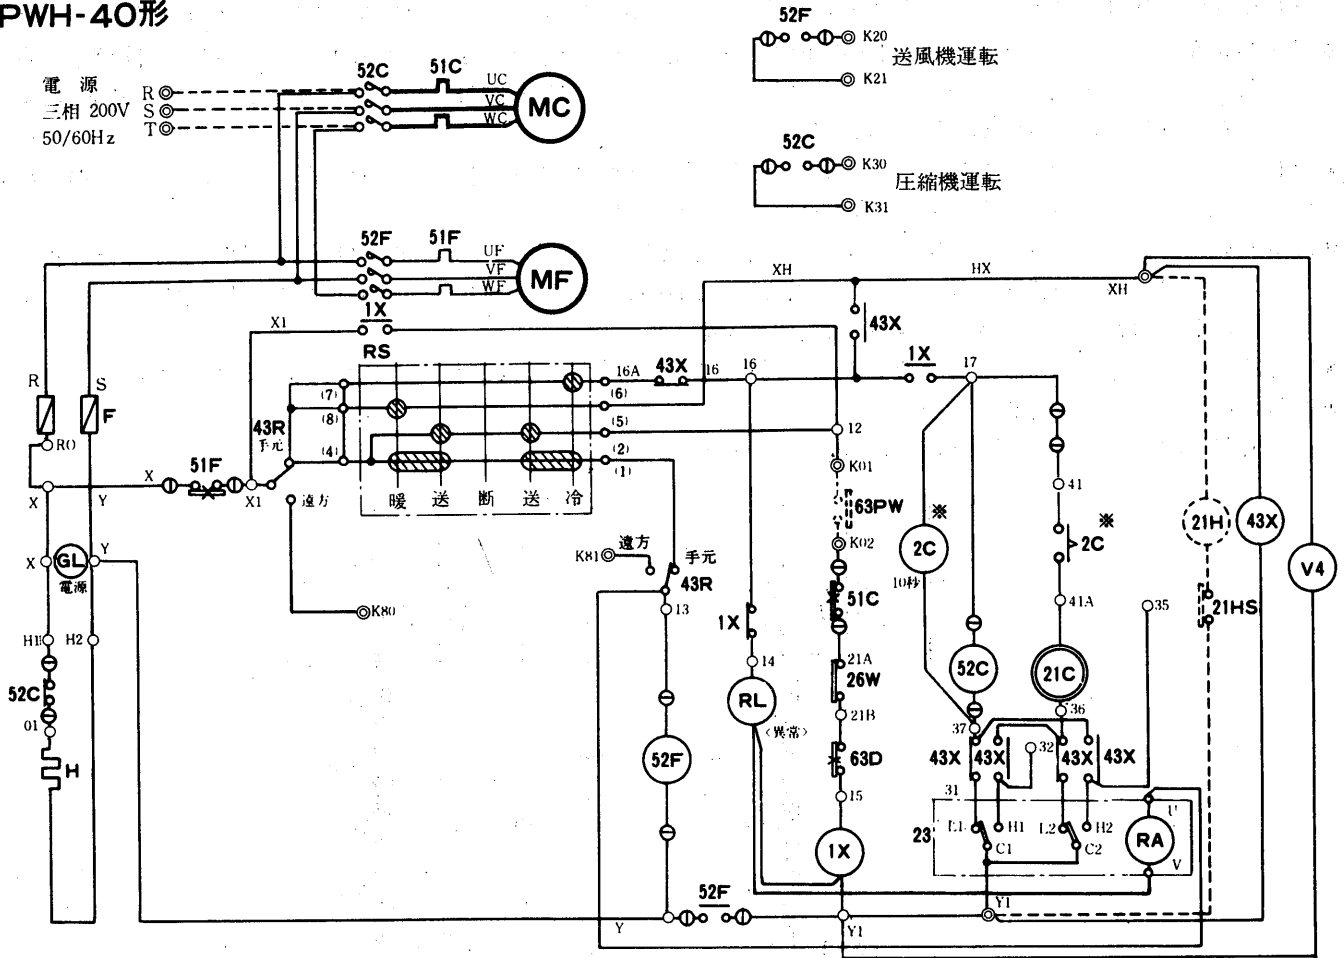 PWH-40形
52F
K20
送風機運転
K21
電源
三相 200V
50/60Hz
R
S
T
52C
51C
UC
VC
WC
MC
52C
K30
圧縮機運転
K31
52F
51F
UF
VF
WF
MF
XH
HX
XH
X1
1X
RS
43X
1X
17
16A
43X
16
16
R
S
F
R0
(7)
(8)
(4)
(6)
(5)
(2)
(1)
43R
手元
12
K01
51F
X
X
Y
X1
遠方
暖
送
断
送
冷
63PW
K02
※
2C
10秒
41
※
2C
21H
43X
V4
X
GL
Y
電源
K81
遠方
手元
43R
13
K80
51C
41A
35
21HS
1X
14
21A
26W
H1
H2
52C
01
H
RL
〈異常〉
21B
52C
21C
36
37
52F
63D
43X
43X
32
43X
43X
15
31
23
L1
H1
L2
H2
C1
C2
U
RA
V
1X
52F
Y
Y1
Y1